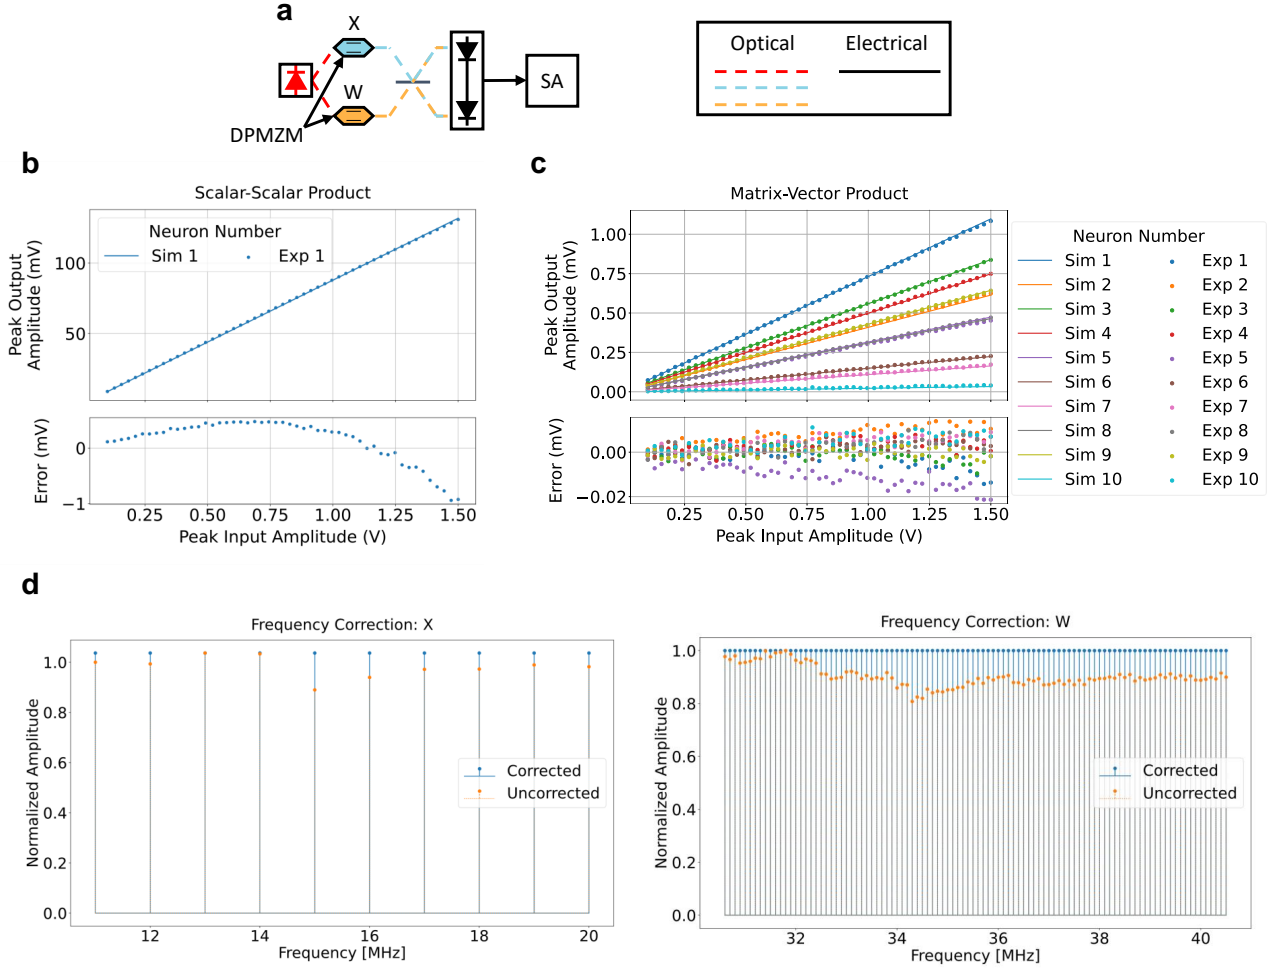 a
X
W
DPMZM
SA
Optical Electrical
b
Scalar-Scalar Product
Neuron Number
Sim 1 Exp 1
Peak Output
Amplitude (mV)
100
50
Error (mV)
0
−1
0.25 0.50 0.75 1.00 1.25 1.50
Peak Input Amplitude (V)
c
Matrix-Vector Product
Peak Output
Amplitude (mV)
1.00
0.75
0.50
0.25
0.00
Error (mV)
0.00
−0.02
0.25 0.50 0.75 1.00 1.25 1.50
Peak Input Amplitude (V)
Neuron Number
Sim 1 Exp 1
Sim 2 Exp 2
Sim 3 Exp 3
Sim 4 Exp 4
Sim 5 Exp 5
Sim 6 Exp 6
Sim 7 Exp 7
Sim 8 Exp 8
Sim 9 Exp 9
Sim 10 Exp 10
d
Frequency Correction: X
Normalized Amplitude
1.0
0.8
0.6
0.4
0.2
0.0
Corrected
Uncorrected
12 14 16 18 20
Frequency [MHz]
Frequency Correction: W
Normalized Amplitude
1.0
0.8
0.6
0.4
0.2
0.0
Corrected
Uncorrected
32 34 36 38 40
Frequency [MHz]